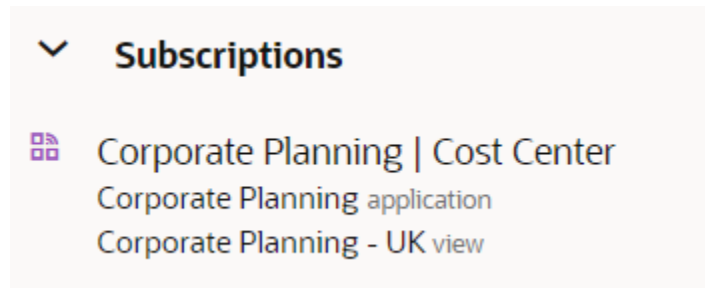 Subscriptions
Corporate Planning | Cost Center
Corporate Planning application
Corporate Planning - UK view